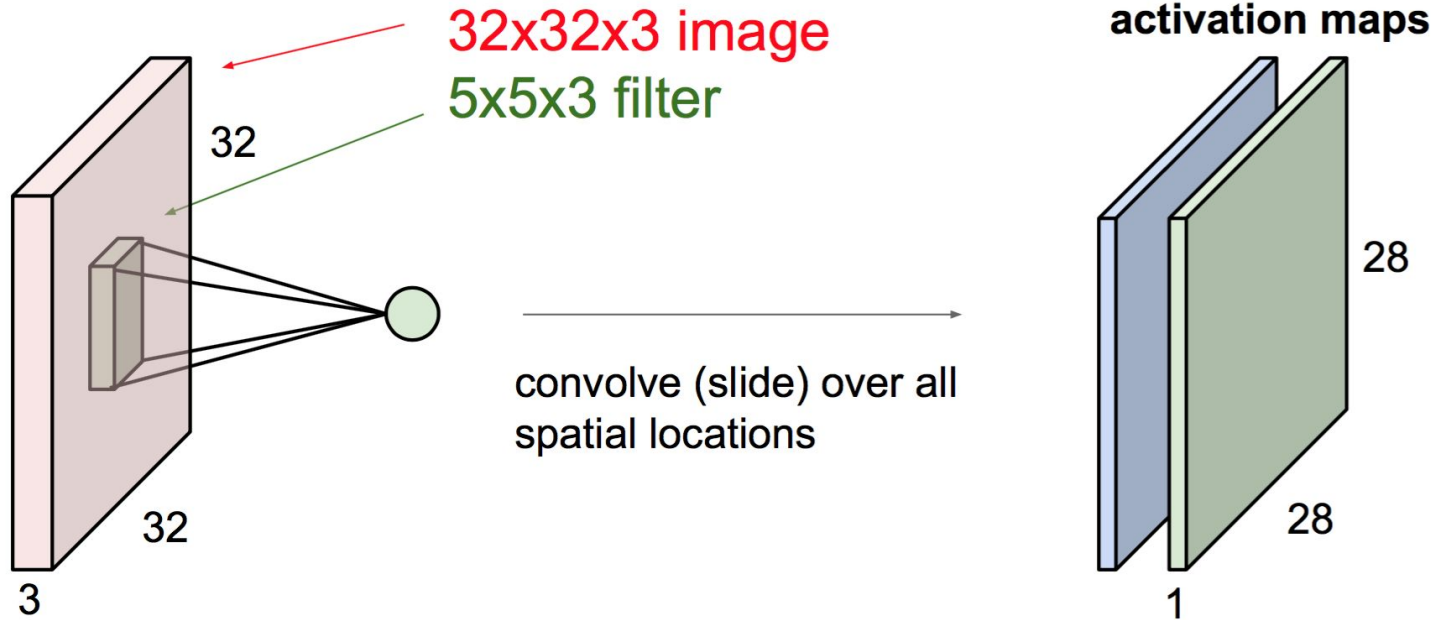 32x32x3 image
5x5x3 filter
32
32
3
convolve (slide) over all
spatial locations
activation maps
28
28
1